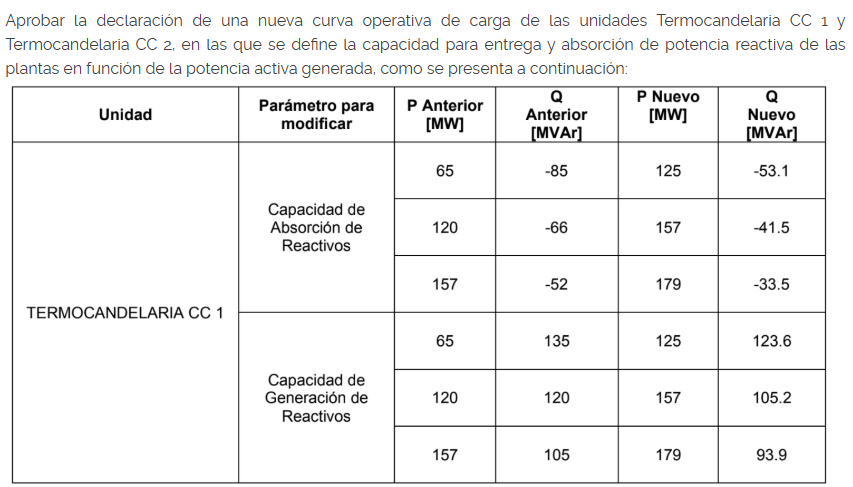 Aprobar la declaración de una nueva curva operativa de carga de las unidades Termocandelaria CC 1 y
Termocandelaria CC 2, en las que se define la capacidad para entrega y absorción de potencia reactiva de las
plantas en función de la potencia activa generada, como se presenta a continuación:
Unidad
Parámetro para
modificar
P Anterior
[MW]
Q
Anterior
[MVAr]
P Nuevo
[MW]
Q
Nuevo
[MVAr]
TERMOCANDELARIA CC 1
Capacidad de
Absorción de
Reactivos
65 -85 125 -53.1
120 -66 157 -41.5
157 -52 179 -33.5
Capacidad de
Generación de
Reactivos
65 135 125 123.6
120 120 157 105.2
157 105 179 93.9